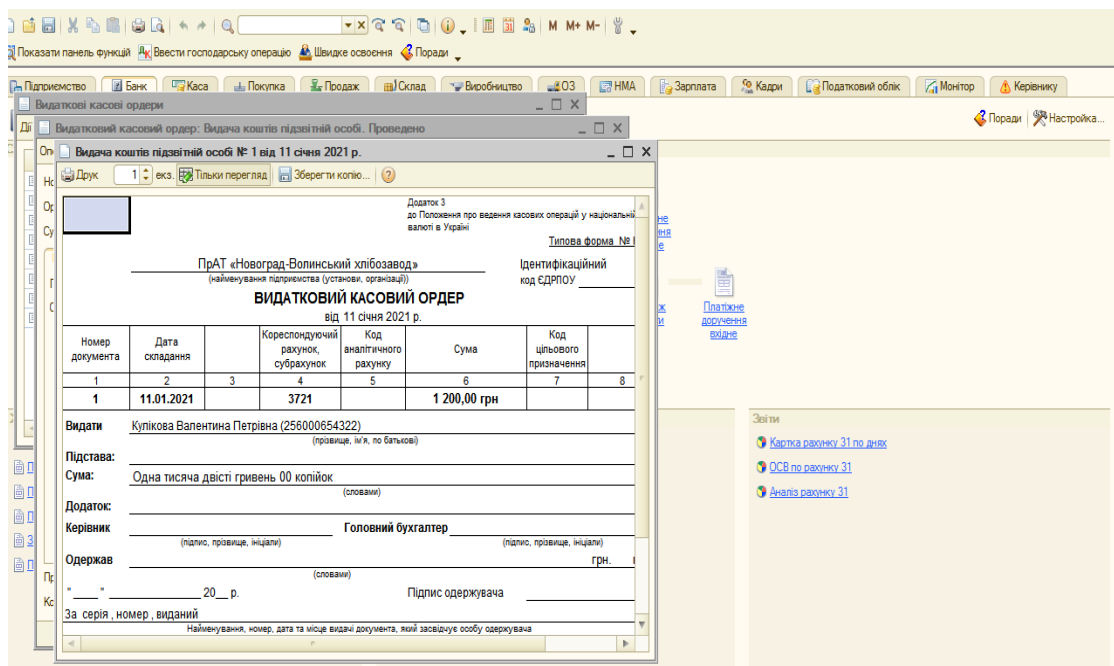 M M+ M-
Показати панель функцій Ввести господарську операцію Швидке освоєння Поради
Підприємство Банк Каса Покупка Продаж Склад Виробництво ОЗ НМА Зарплата Кадри Податковий облік Монітор Керівнику
Видаткові касові ордери
Поради Настройка...
Дії
Видатковий касовий ордер: Видача коштів підзвітній особі. Проведено
Видача коштів підзвітній особі № 1 від 11 січня 2021 р.
Друк 1 екз. Тільки перегляд Зберегти копію...
Додаток 3
до Положення про ведення касових операцій у національній
валюті в Україні
Типова форма №
ПрАТ «Новоград-Волинський хлібозавод» Ідентифікаційний
(найменування підприємства (установи, організації)) код ЄДРПОУ
ВИДАТКОВИЙ КАСОВИЙ ОРДЕР
від 11 січня 2021 р.
Номер документа Дата складання Кореспондуючий рахунок, субрахунок Код аналітичного рахунку Сума Код цільового призначення
1 2 3 4 5 6 7 8
1 11.01.2021 3721 1 200,00 грн
Видати Кулікова Валентина Петрівна (256000654322)
(прізвище, ім'я, по батькові)
Підстава:
Сума: Одна тисяча двісті гривень 00 копійок
(словами)
Додаток:
Керівник Головний бухгалтер
(підпис, прізвище, ініціали) (підпис, прізвище, ініціали)
Одержав грн.
(словами)
"____ " ________________ 20__ р. Підпис одержувача
За серія , номер , виданий
Найменування, номер, дата та місце видачі документа, який засвідчує особу одержувача
Платіжне
доручення
вхідне
Звіти
Картка рахунку 31 по днях
ОСВ по рахунку 31
Аналіз рахунку 31